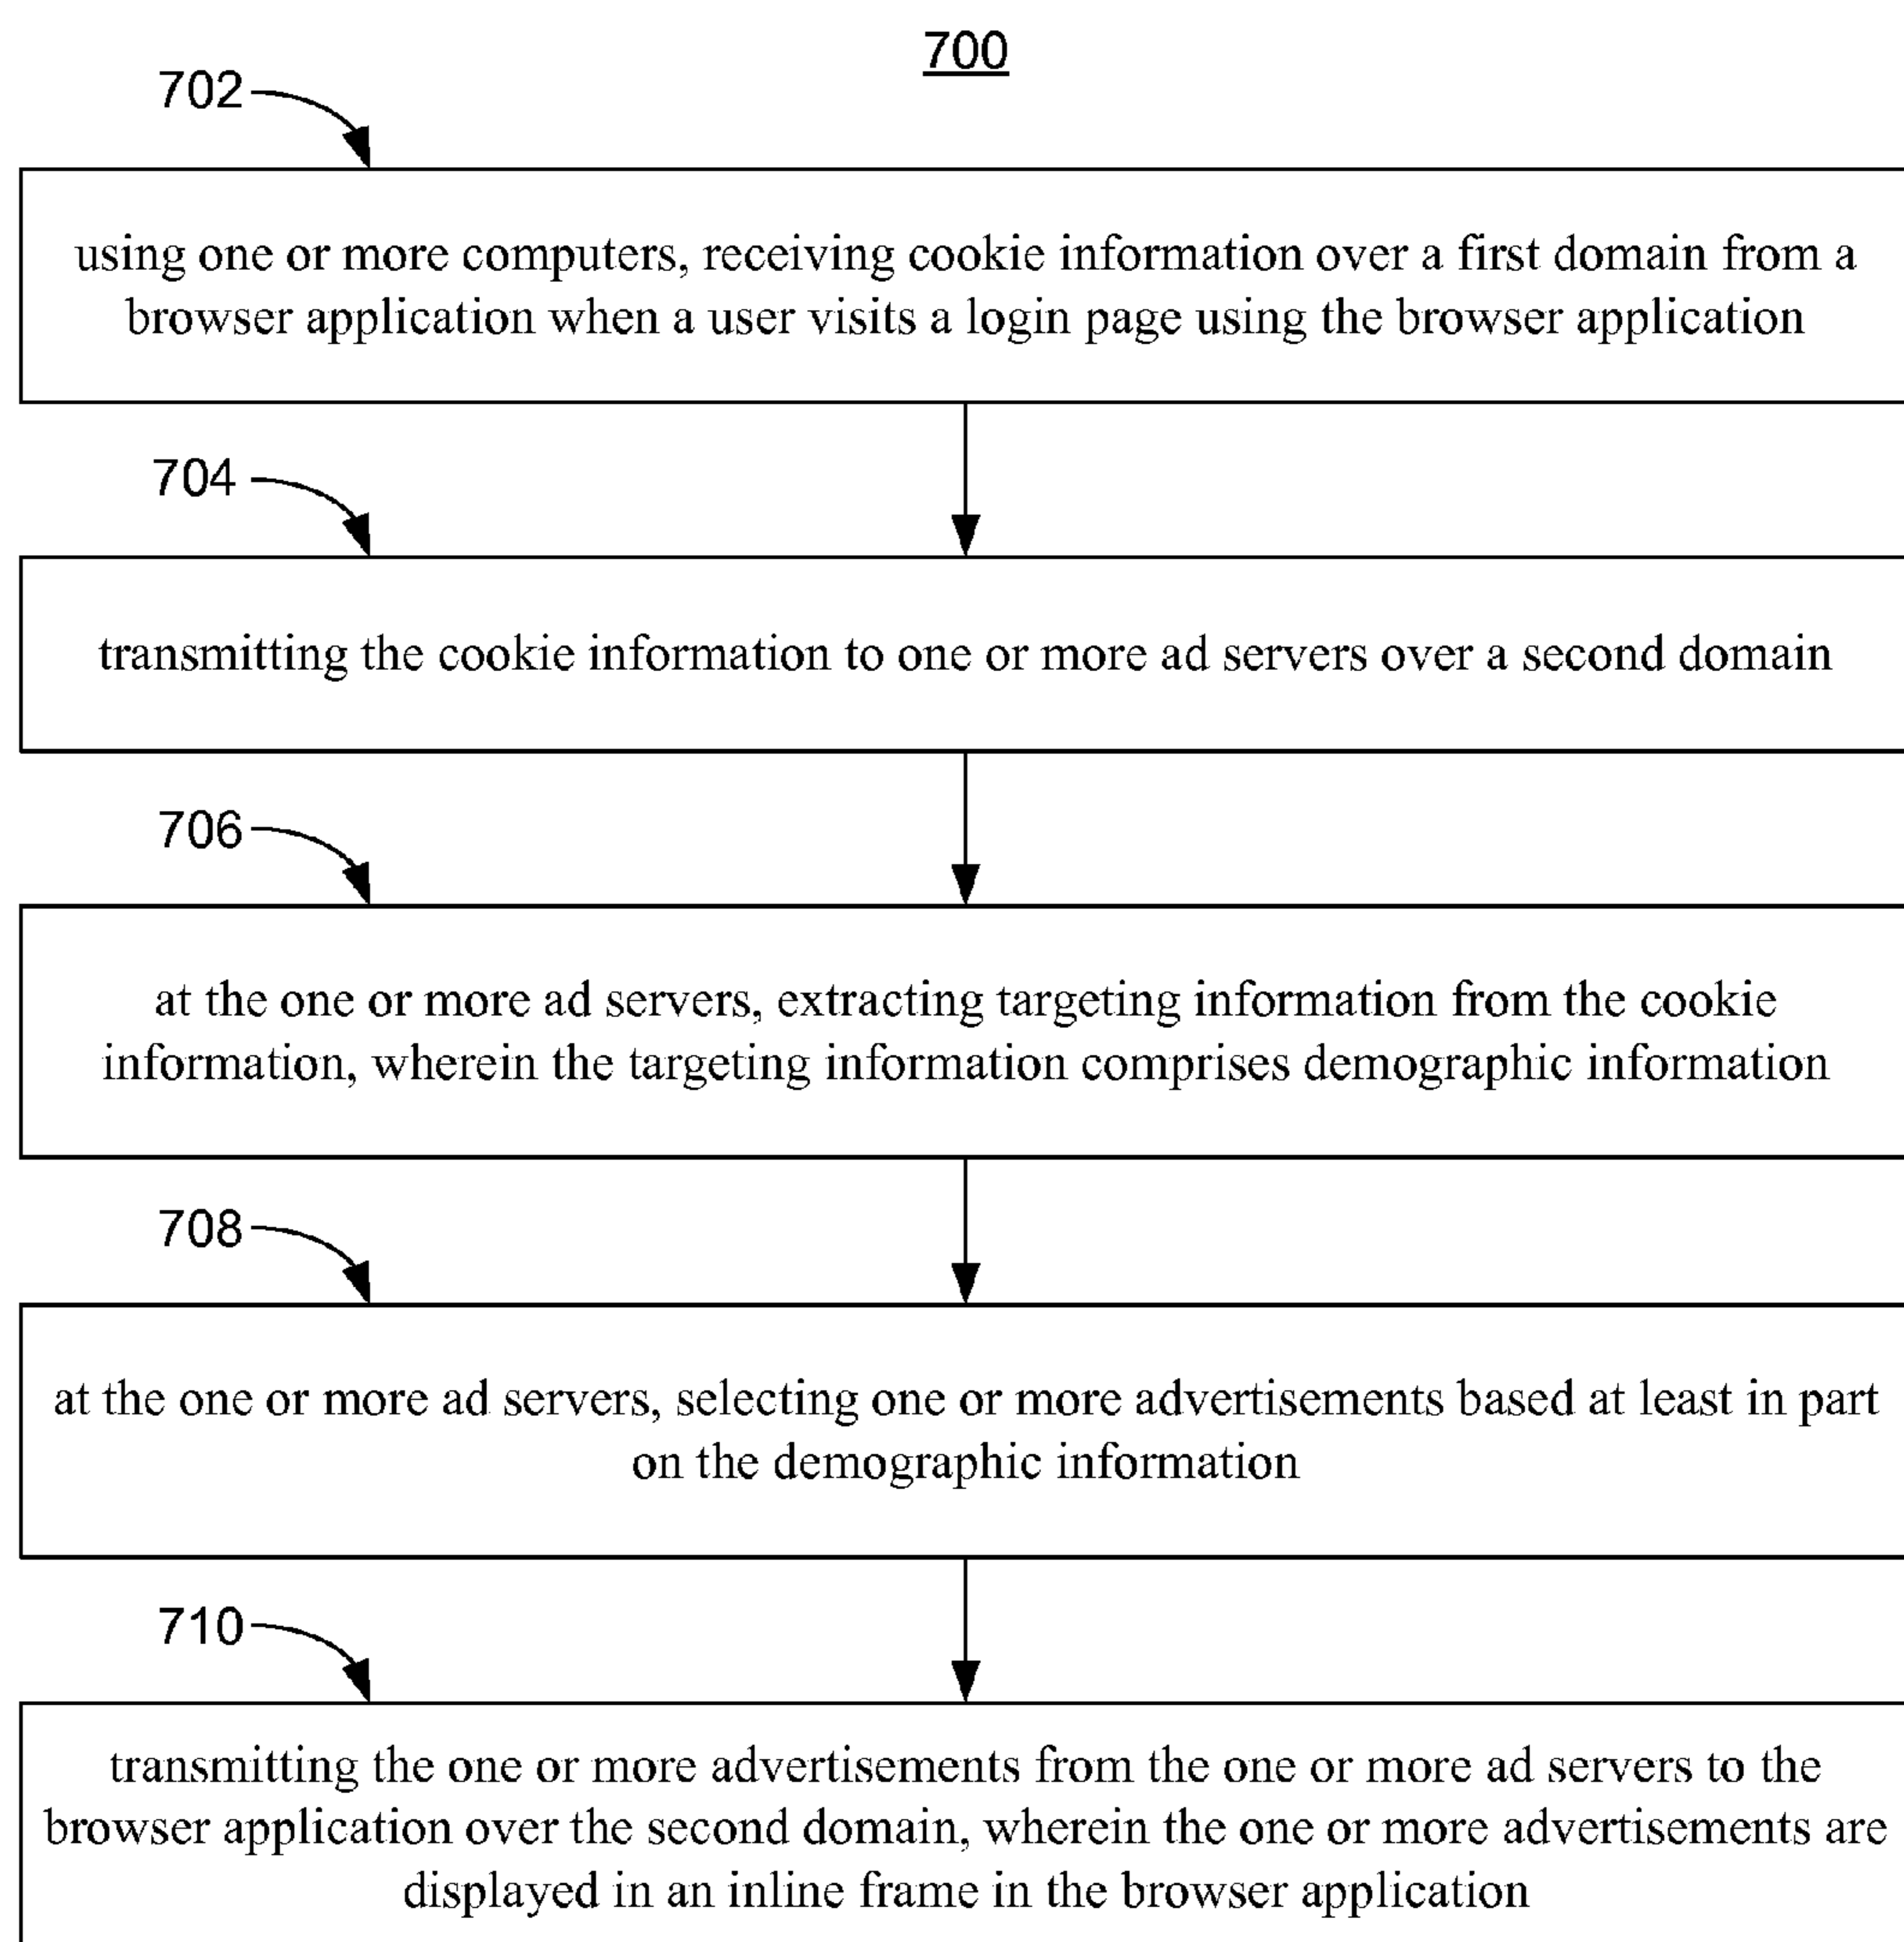 700
702
using one or more computers, receiving cookie information over a first domain from a
browser application when a user visits a login page using the browser application
704
transmitting the cookie information to one or more ad servers over a second domain
706
at the one or more ad servers, extracting targeting information from the cookie
information, wherein the targeting information comprises demographic information
708
at the one or more ad servers, selecting one or more advertisements based at least in part
on the demographic information
710
transmitting the one or more advertisements from the one or more ad servers to the
browser application over the second domain, wherein the one or more advertisements are
displayed in an inline frame in the browser application